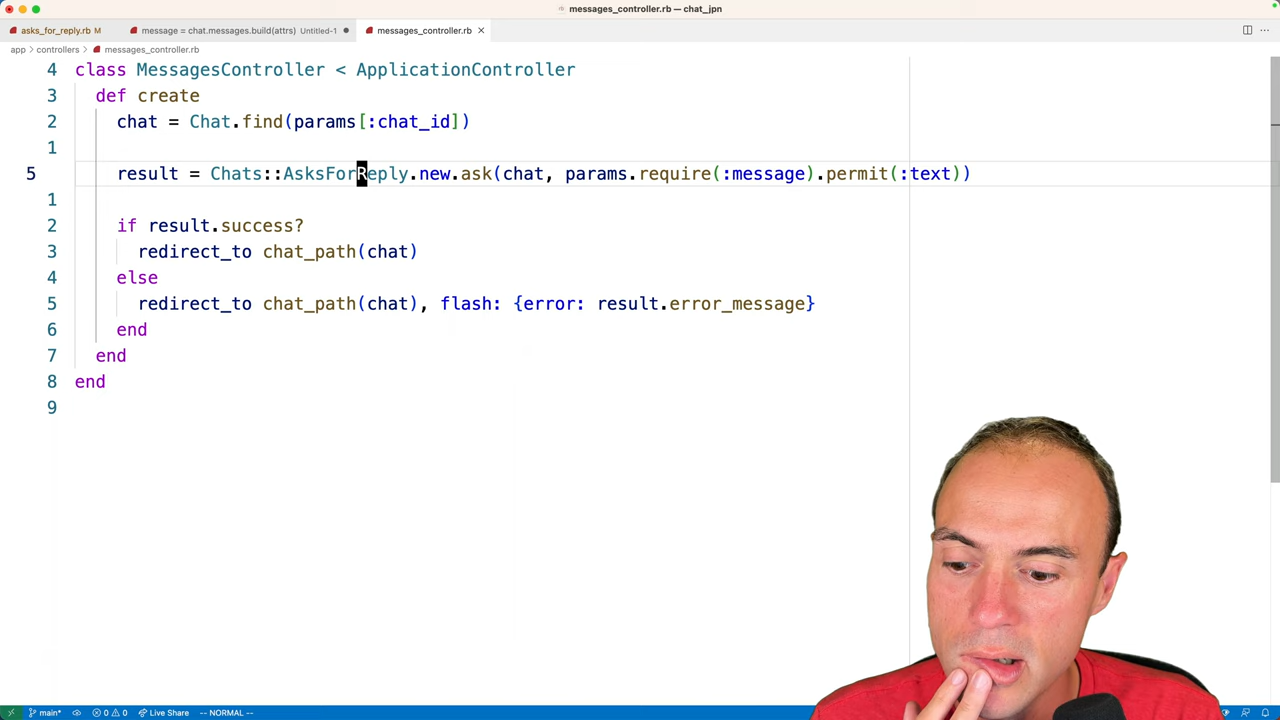 messages_controller.rb — chat_jpn
asks_for_reply.rb M
message = chat.messages.build(attrs) Untitled-1
messages_controller.rb
app
controllers
messages_controller.rb
4 class MessagesController < ApplicationController
3 def create
2 chat = Chat.find(params[:chat_id])
1
5 result = Chats::AsksForReply.new.ask(chat, params.require(:message).permit(:text))
1
2 if result.success?
3 redirect_to chat_path(chat)
4 else
5 redirect_to chat_path(chat), flash: {error: result.error_message}
6 end
7 end
8 end
9
main* 0 0 Live Share -- NORMAL --